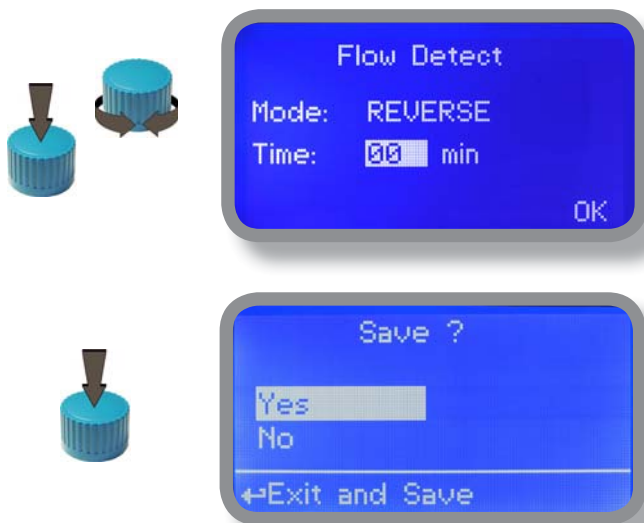 Flow Detect
Mode: REVERSE
Time: 00 min
OK
Save ?
Yes
No
↵Exit and Save